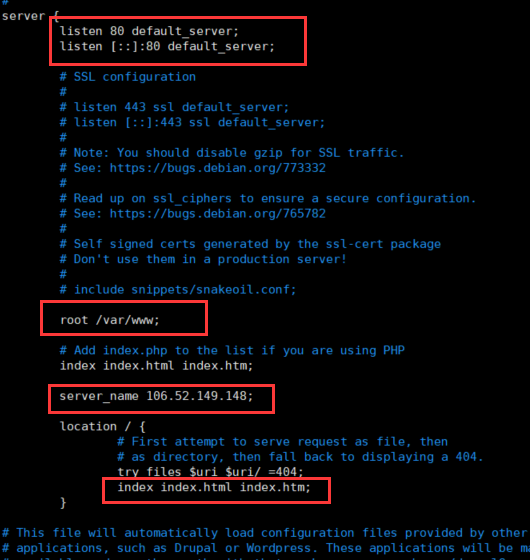 #
server {
listen 80 default_server;
listen [::]:80 default_server;
# SSL configuration
#
# listen 443 ssl default_server;
# listen [::]:443 ssl default_server;
#
# Note: You should disable gzip for SSL traffic.
# See: https://bugs.debian.org/773332
#
# Read up on ssl_ciphers to ensure a secure configuration.
# See: https://bugs.debian.org/765782
#
# Self signed certs generated by the ssl-cert package
# Don't use them in a production server!
#
# include snippets/snakeoil.conf;
root /var/www;
# Add index.php to the list if you are using PHP
index index.html index.htm;
server_name 106.52.149.148;
location / {
# First attempt to serve request as file, then
# as directory, then fall back to displaying a 404.
try_files $uri $uri/ =404;
index index.html index.htm;
}
# This file will automatically load configuration files provided by other
# applications, such as Drupal or Wordpress. These applications will be